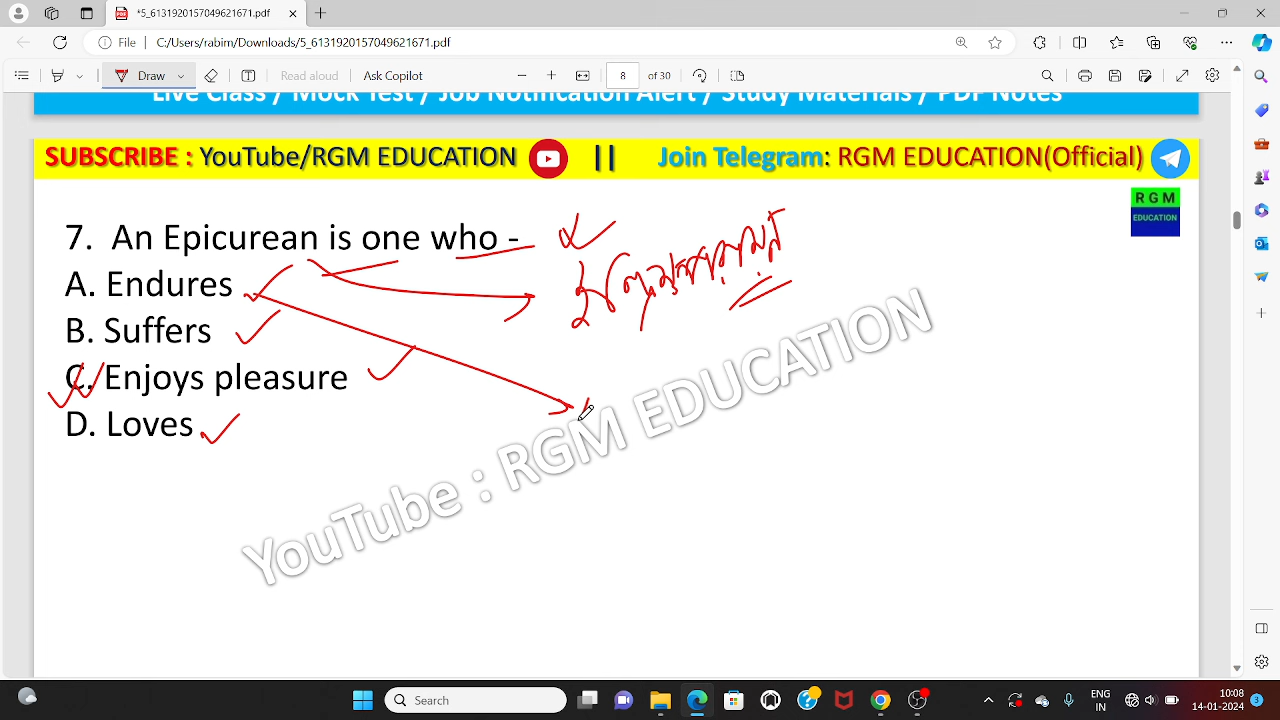 *5_6131920157049621671.pdf
File C:/Users/rabim/Downloads/5_6131920157049621671.pdf
Draw Read aloud Ask Copilot 8 of 30
Live Class / Mock Test / Job Notification Alert / Study Materials / PDF Notes
SUBSCRIBE : YouTube/RGM EDUCATION || Join Telegram: RGM EDUCATION(Official)
RGM
EDUCATION
7. An Epicurean is one who -
A. Endures
B. Suffers
C. Enjoys pleasure
D. Loves
YouTube : RGM EDUCATION
Search
ENG
IN
10:08
14-01-2024
3